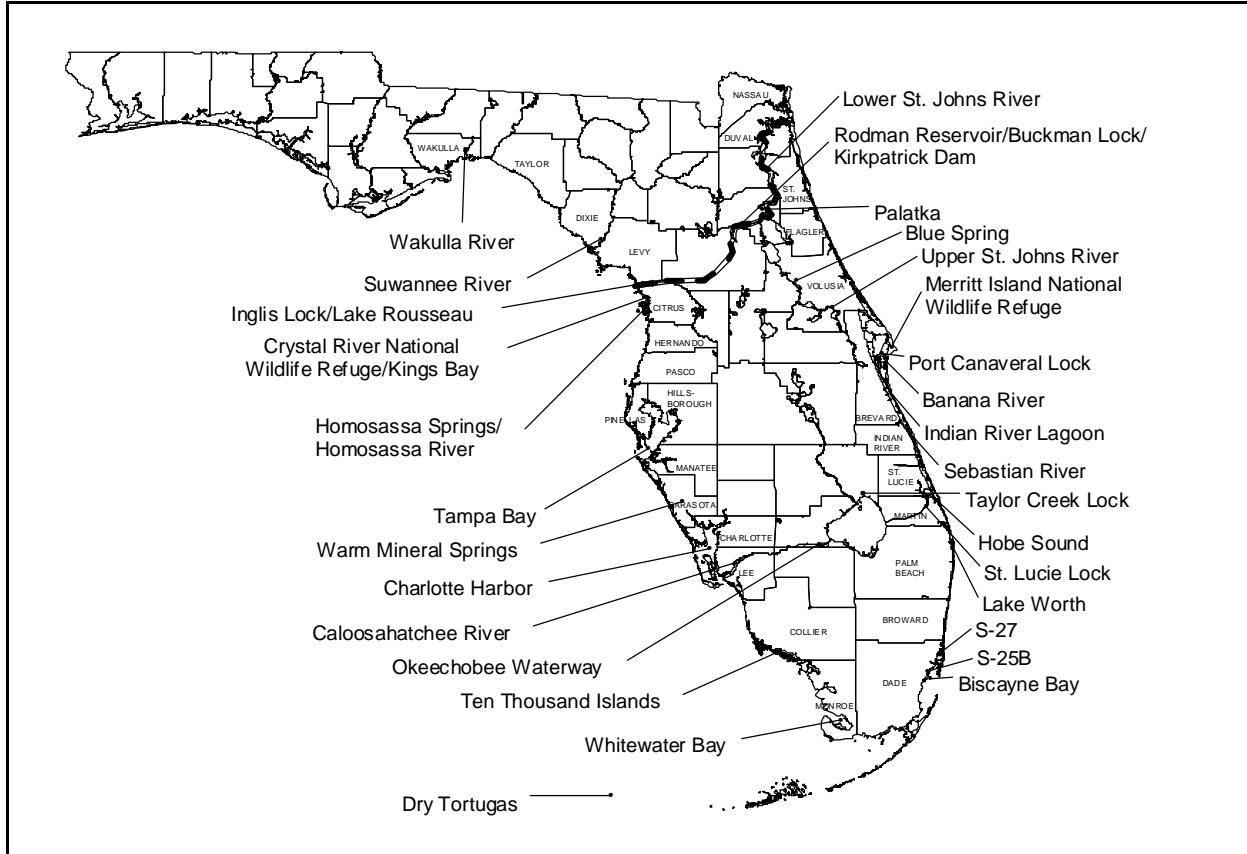 NASSAU
DUVAL
WAKULLA
TAYLOR
ST.
JOHNS
DIXIE
FLAGLER
LEVY
VOLUSIA
CITRUS
HERNANDO
PASCO
HILLS-
BOROUGH
PINELLAS
BREVARD
INDIAN
RIVER
MANATEE
ST.
LUCIE
SARASOTA
MARTIN
CHARLOTTE
LEE
PALM
BEACH
COLLIER
BROWARD
DADE
MONROE
Wakulla River
Suwannee River
Inglis Lock/Lake Rousseau
Crystal River National
Wildlife Refuge/Kings Bay
Homosassa Springs/
Homosassa River
Tampa Bay
Warm Mineral Springs
Charlotte Harbor
Caloosahatchee River
Okeechobee Waterway
Ten Thousand Islands
Whitewater Bay
Dry Tortugas
Lower St. Johns River
Rodman Reservoir/Buckman Lock/
Kirkpatrick Dam
Palatka
Blue Spring
Upper St. Johns River
Merritt Island National
Wildlife Refuge
Port Canaveral Lock
Banana River
Indian River Lagoon
Sebastian River
Taylor Creek Lock
Hobe Sound
St. Lucie Lock
Lake Worth
S-27
S-25B
Biscayne Bay